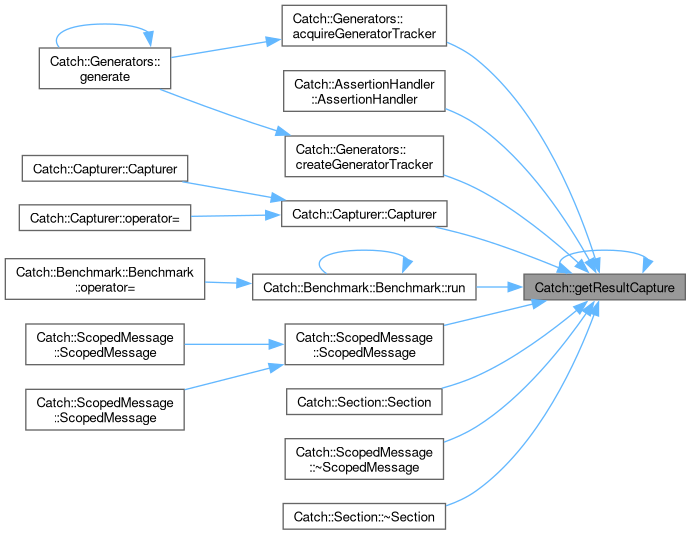 Catch::Generators::
acquireGeneratorTracker
Catch::Generators::
generate
Catch::AssertionHandler
::AssertionHandler
Catch::Generators::
createGeneratorTracker
Catch::Capturer::Capturer
Catch::Capturer::operator=
Catch::Capturer::Capturer
Catch::Benchmark::Benchmark
::operator=
Catch::Benchmark::Benchmark::run
Catch::getResultCapture
Catch::ScopedMessage
::ScopedMessage
Catch::ScopedMessage
::ScopedMessage
Catch::ScopedMessage
::ScopedMessage
Catch::Section::Section
Catch::ScopedMessage
::~ScopedMessage
Catch::Section::~Section